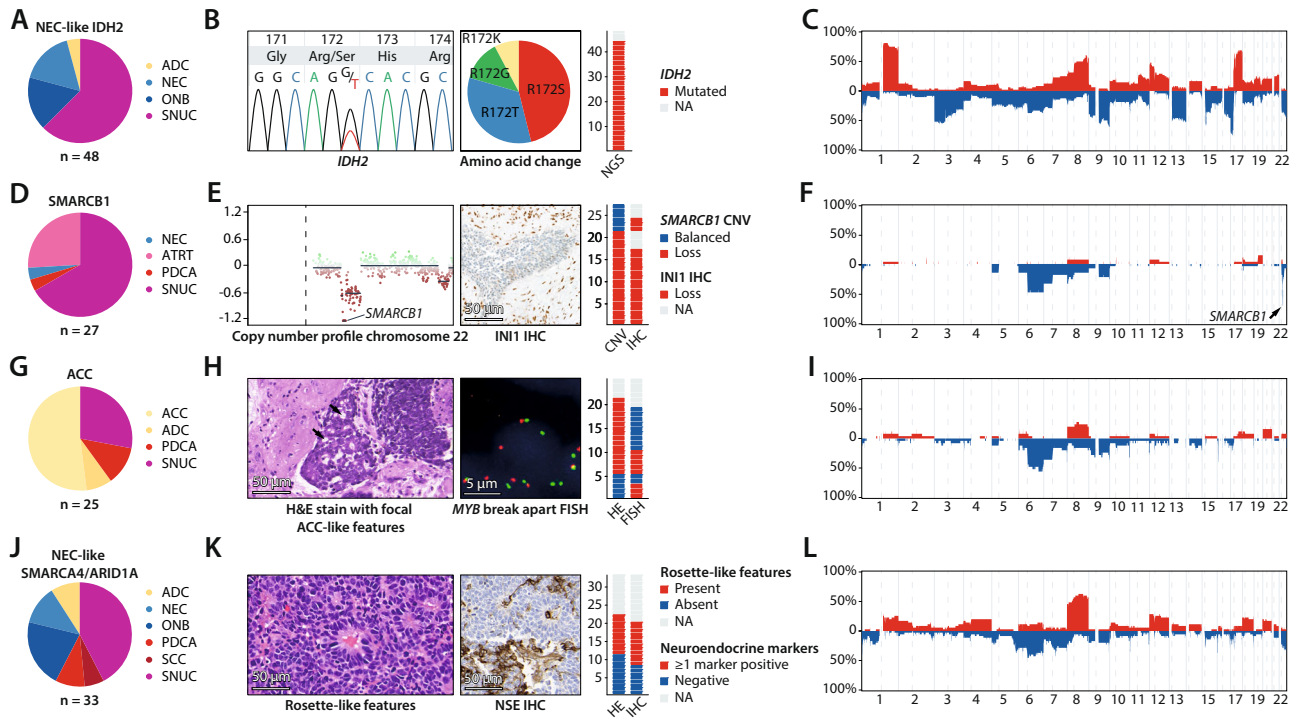 A
NEC-like IDH2
ADC
NEC
ONB
SNUC
n = 48
B
171 172 173 174
Gly Arg/Ser His Arg
G G C A G G/T C A C G C
IDH2
R172K
R172G
R172S
R172T
Amino acid change
40
30
20
10
NGS
IDH2
Mutated
NA
C
100%
50%
0
50%
100%
1 2 3 4 5 6 7 8 9 10 11 12 13 15 17 19 22
D
SMARCB1
NEC
ATRT
PDCA
SNUC
n = 27
E
1.2
0.6
0
-0.6
-1.2
SMARCB1
Copy number profile chromosome 22
50 µm
INI1 IHC
25
20
15
10
5
CNV
IHC
SMARCB1 CNV
Balanced
Loss
INI1 IHC
Loss
NA
F
100%
50%
0
50%
100%
SMARCB1
1 2 3 4 5 6 7 8 9 10 11 12 13 15 17 19 22
G
ACC
ACC
ADC
PDCA
SNUC
n = 25
H
50 µm
H&E stain with focal
ACC-like features
5 µm
MYB break apart FISH
20
15
10
5
HE
FISH
I
100%
50%
0
50%
100%
1 2 3 4 5 6 7 8 9 10 11 12 13 15 17 19 22
J
NEC-like
SMARCA4/ARID1A
ADC
NEC
ONB
PDCA
SCC
SNUC
n = 33
K
50 µm
Rosette-like features
50 µm
NSE IHC
30
25
20
15
10
5
HE
IHC
Rosette-like features
Present
Absent
NA
Neuroendocrine markers
≥1 marker positive
Negative
NA
L
100%
50%
0
50%
100%
1 2 3 4 5 6 7 8 9 10 11 12 13 15 17 19 22